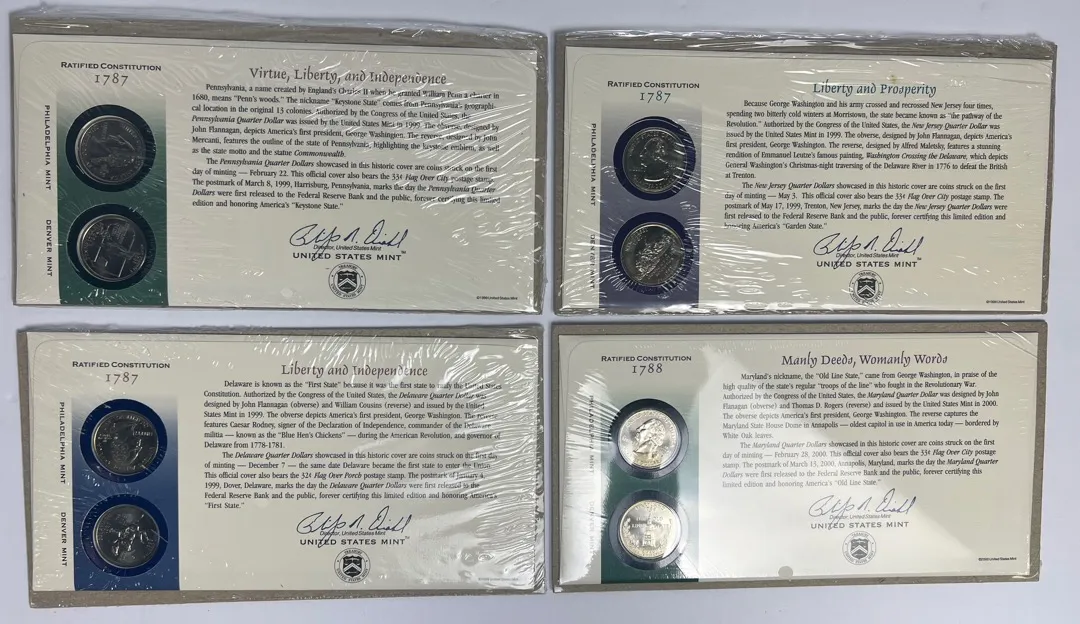 RATIFIED CONSTITUTION
1787
PHILADELPHIA MINT
DENVER MINT
Virtue, Liberty, and Independence
Pennsylvania, a name created by England's Charles II when he granted William Penn a charter in
1680, means "Penn's woods." The nickname "Keystone State" comes from Pennsylvania's geographi-
cal location in the original 13 colonies. Authorized by the Congress of the United States, the
Pennsylvania Quarter Dollar was issued by the United States Mint in 1999. The obverse, designed by
John Flannagan, depicts America's first president, George Washington. The reverse, designed by John
Mercanti, features the outline of the state of Pennsylvania, highlighting the keystone emblem, as well
as the state motto and the statue Commonwealth.
The Pennsylvania Quarter Dollars showcased in this historic cover are coins struck on the first
day of minting — February 22. This official cover also bears the 33¢ Flag Over City postage stamp.
The postmark of March 8, 1999, Harrisburg, Pennsylvania, marks the day the Pennsylvania Quarter
Dollars were first released to the Federal Reserve Bank and the public, forever certifying this limited
edition and honoring America's "Keystone State."
Director, United States Mint
UNITED STATES MINT™
©1999 United States Mint
RATIFIED CONSTITUTION
1787
PHILADELPHIA MINT
Liberty and Prosperity
Because George Washington and his army crossed and recrossed New Jersey four times,
spending two bitterly cold winters at Morristown, the state became known as "the pathway of the
Revolution." Authorized by the Congress of the United States, the New Jersey Quarter Dollar was
issued by the United States Mint in 1999. The obverse, designed by John Flannagan, depicts America's
first president, George Washington. The reverse, designed by Alfred Maletsky, features a stunning
rendition of Emmanuel Leutze's famous painting, Washington Crossing the Delaware, which depicts
General Washington's Christmas-night traversing of the Delaware River in 1776 to defeat the British
at Trenton.
The New Jersey Quarter Dollars showcased in this historic cover are coins struck on the first
day of minting — May 3. This official cover also bears the 33¢ Flag Over City postage stamp. The
postmark of May 17, 1999, Trenton, New Jersey, marks the day the New Jersey Quarter Dollars were
first released to the Federal Reserve Bank and the public, forever certifying this limited edition and
honoring America's "Garden State."
Director, United States Mint
UNITED STATES MINT™
©1999 United States Mint
RATIFIED CONSTITUTION
1787
PHILADELPHIA MINT
DENVER MINT
Liberty and Independence
Delaware is known as the "First State" because it was the first state to ratify the United States
Constitution. Authorized by the Congress of the United States, the Delaware Quarter Dollar was
designed by John Flannagan (obverse) and William Cousins (reverse) and issued by the United
States Mint in 1999. The obverse depicts America's first president, George Washington. The reverse
features Caesar Rodney, signer of the Declaration of Independence, commander of the Delaware
militia — known as the "Blue Hen's Chickens" — during the American Revolution, and governor of
Delaware from 1778-1781.
The Delaware Quarter Dollars showcased in this historic cover are coins struck on the first day
of minting — December 7 — the same date Delaware became the first state to enter the Union.
This official cover also bears the 32¢ Flag Over Porch postage stamp. The postmark of January 4,
1999, Dover, Delaware, marks the day the Delaware Quarter Dollars were first released to the
Federal Reserve Bank and the public, forever certifying this limited edition and honoring America's
"First State."
Director, United States Mint
UNITED STATES MINT™
RATIFIED CONSTITUTION
1788
Manly Deeds, Womanly Words
Maryland's nickname, the "Old Line State," came from George Washington, in praise of the
high quality of the state's regular "troops of the line" who fought in the Revolutionary War.
Authorized by the Congress of the United States, the Maryland Quarter Dollar was designed by John
Flannagan (obverse) and Thomas D. Rogers (reverse) and issued by the United States Mint in 2000.
The obverse depicts America's first president, George Washington. The reverse captures the
Maryland State House Dome in Annapolis — oldest capitol in use in America today — bordered by
White Oak leaves.
The Maryland Quarter Dollars showcased in this historic cover are coins struck on the first
day of minting — February 28, 2000. This official cover also bears the 33¢ Flag Over City postage
stamp. The postmark of March 13, 2000, Annapolis, Maryland, marks the day the Maryland Quarter
Dollars were first released to the Federal Reserve Bank and the public, forever certifying this
limited edition and honoring America's "Old Line State."
Director, United States Mint
UNITED STATES MINT™